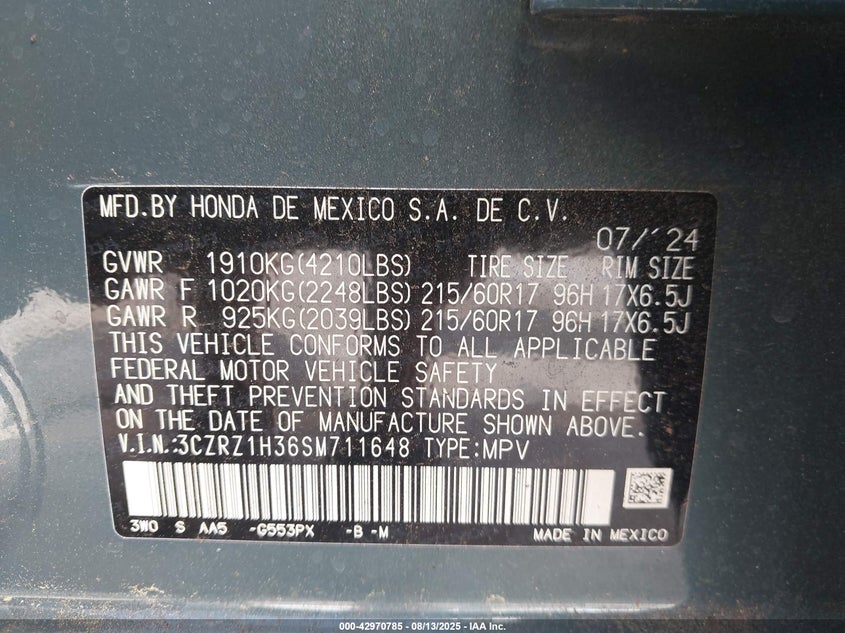 MFD.BY HONDA DE MEXICO S.A. DE C.V.
07/'24
GVWR 1910KG(4210LBS) TIRE SIZE RIM SIZE
GAWR F 1020KG(2248LBS) 215/60R17 96H 17X6.5J
GAWR R 925KG(2039LBS) 215/60R17 96H 17X6.5J
THIS VEHICLE CONFORMS TO ALL APPLICABLE
FEDERAL MOTOR VEHICLE SAFETY
AND THEFT PREVENTION STANDARDS IN EFFECT
ON THE DATE OF MANUFACTURE SHOWN ABOVE.
V.I.N.:3CZRZ1H36SM711648 TYPE:MPV
3W0 S AA5 -G553PX -B -M
MADE IN MEXICO
000-42970785 - 08/13/2025 - IAA Inc.